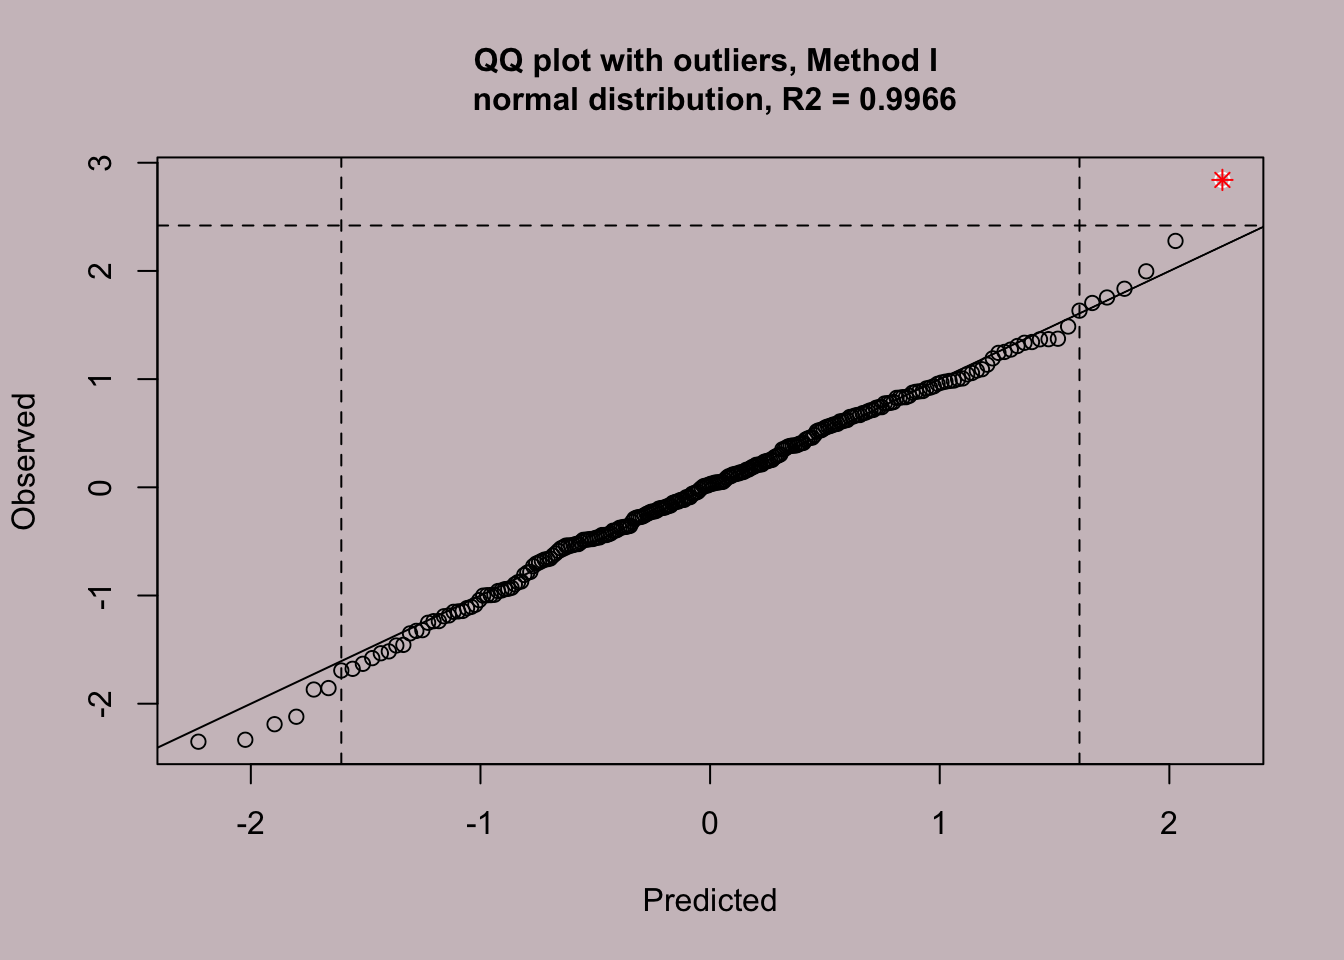 QQ plot with outliers, Method I
normal distribution, R2 = 0.9966
3
2
1
0
-1
-2
Observed
-2 -1 0 1 2
Predicted